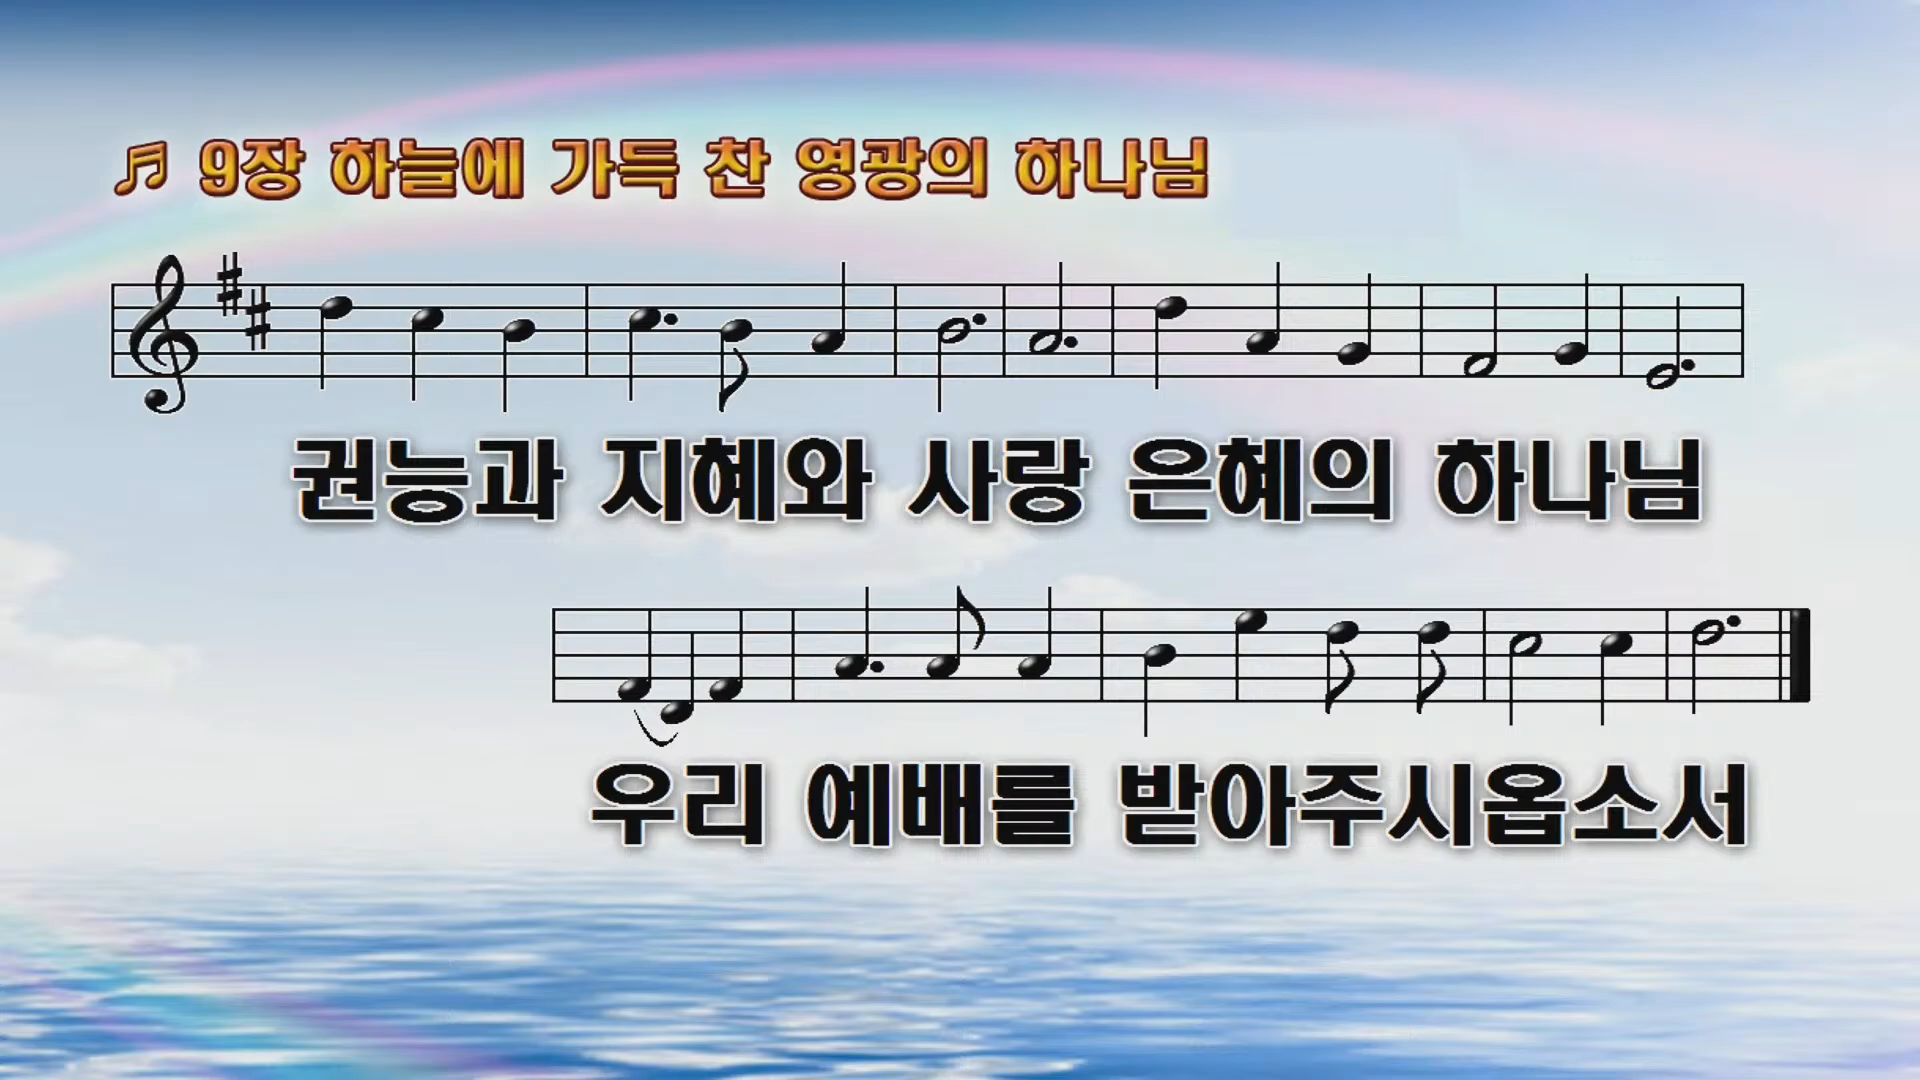 ♬ 9장 하늘에 가득 찬 영광의 하나님
권능과 지혜와 사랑 은혜의 하나님
우리 예배를 받아주시옵소서